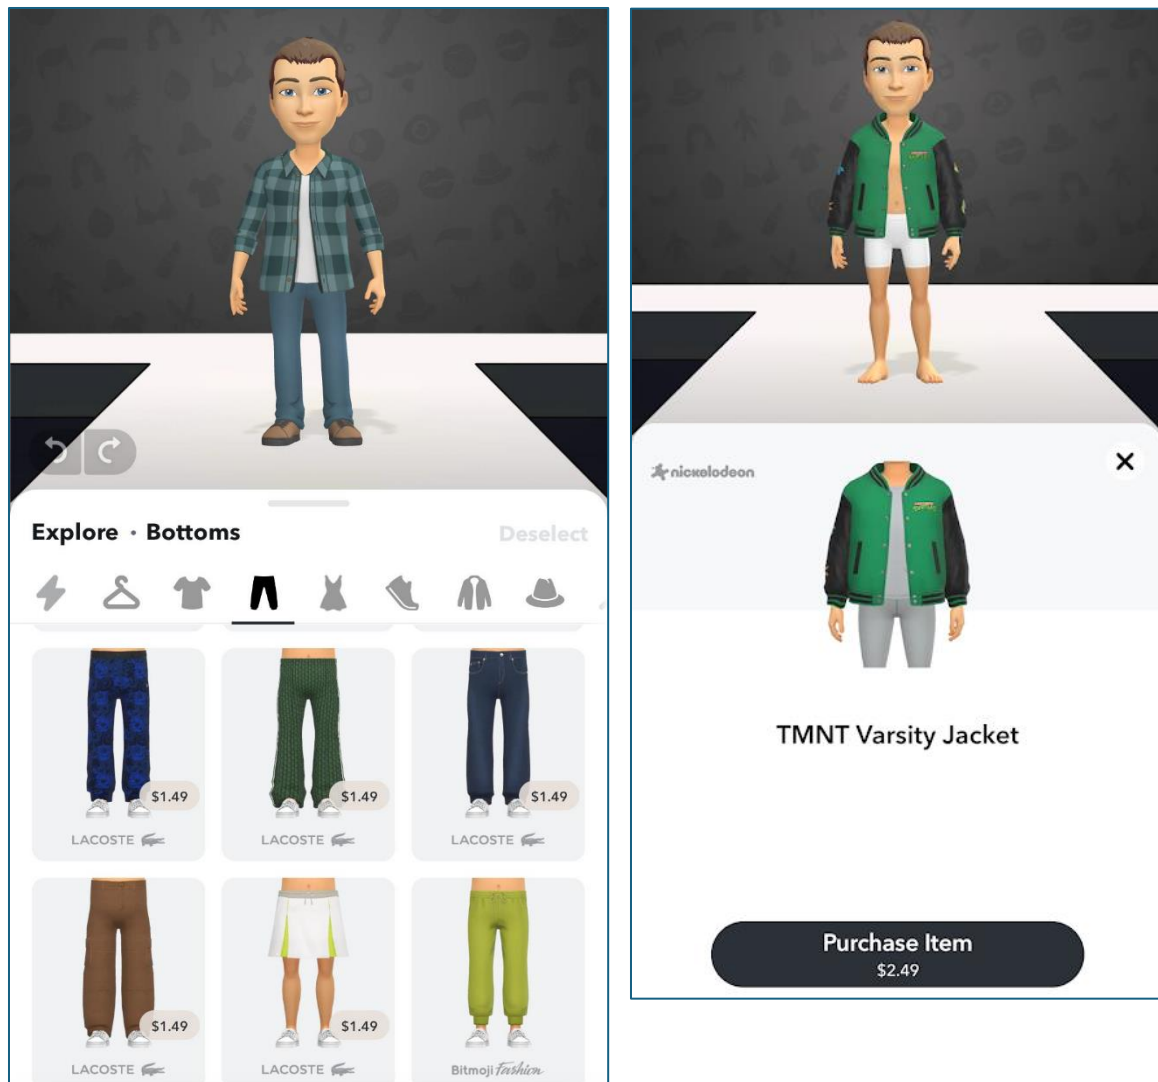 Explore · Bottoms
Deselect
$1.49
$1.49
$1.49
LACOSTE
LACOSTE
LACOSTE
$1.49
$1.49
LACOSTE
LACOSTE
Bitmoji Fashion
nickelodeon
TMNT Varsity Jacket
Purchase Item
$2.49